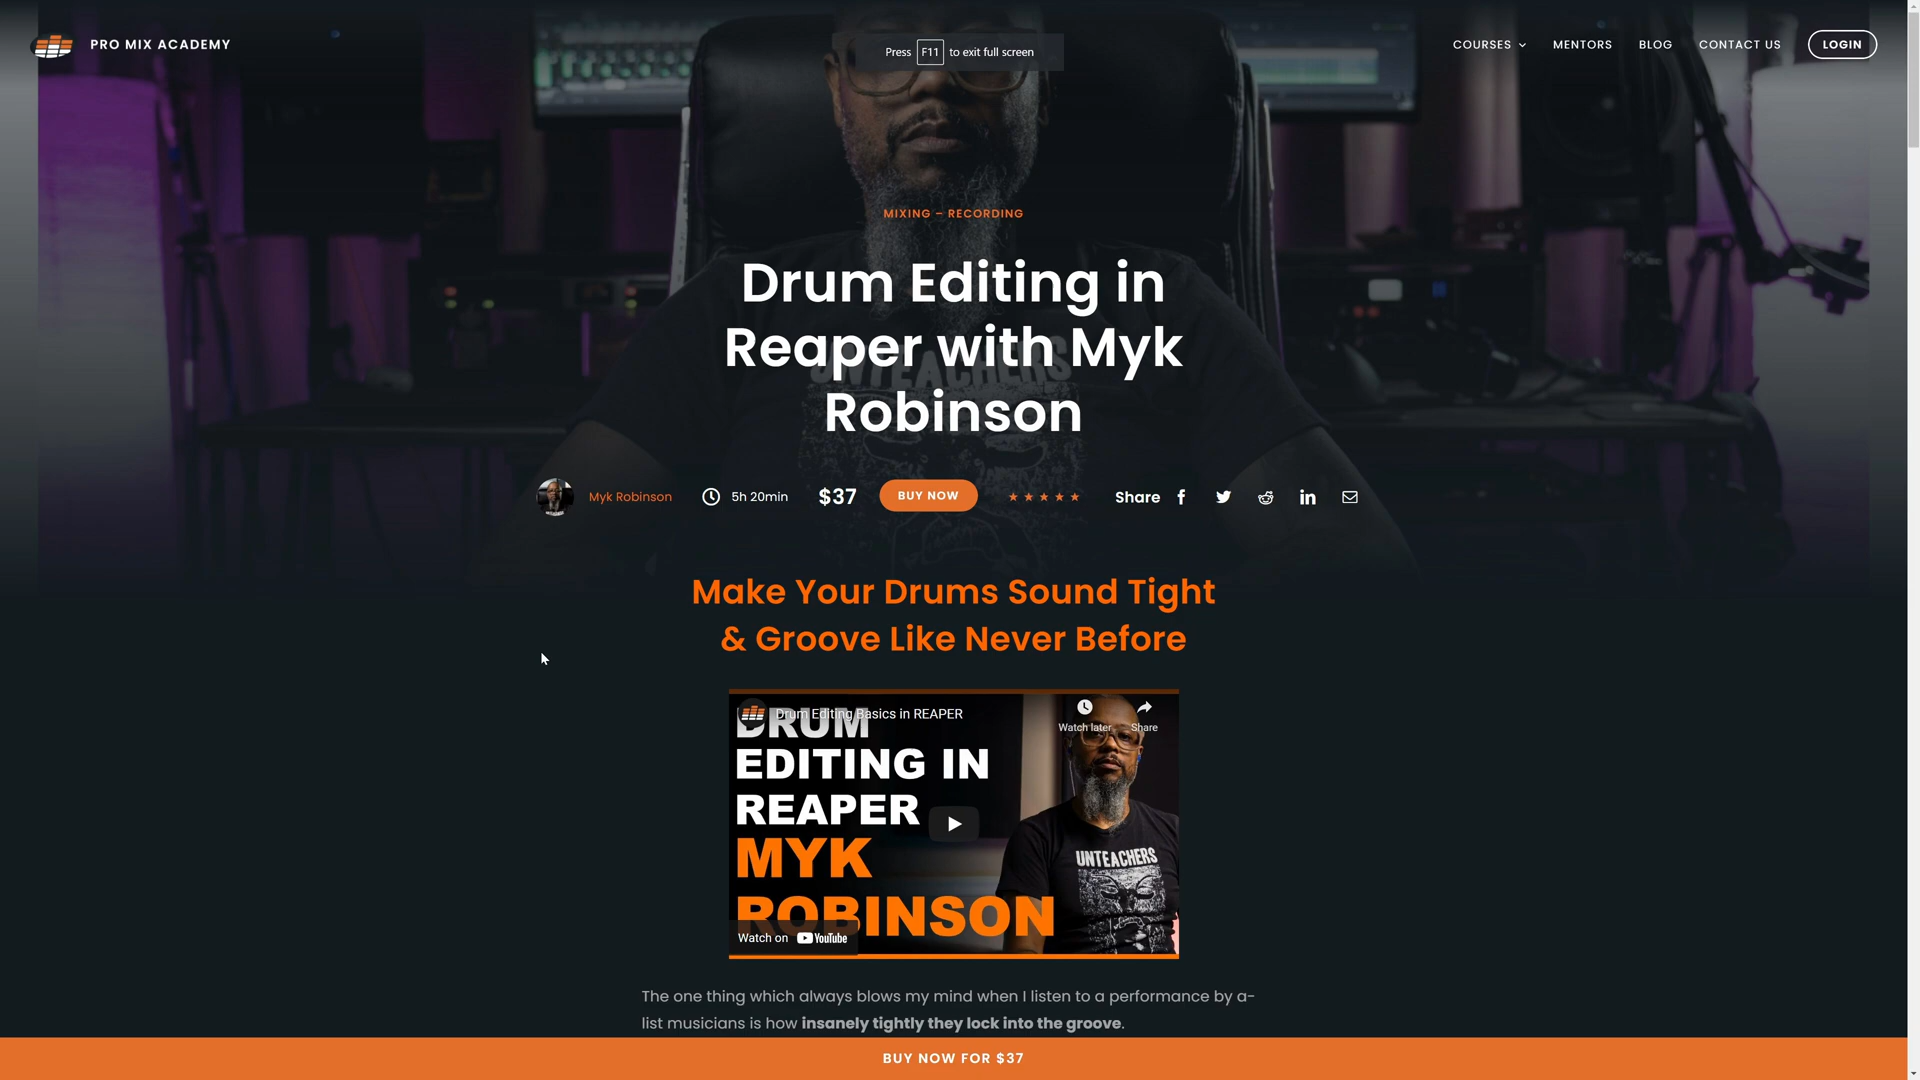 PRO MIX ACADEMY
Press F11 to exit full screen
COURSES
MENTORS
BLOG
CONTACT US
LOGIN
MIXING – RECORDING
Drum Editing in
Reaper with Myk
Robinson
UNTEACHERS
Myk Robinson
5h 20min
$37
BUY NOW
Share
Make Your Drums Sound Tight
& Groove Like Never Before
Drum Editing Basics in REAPER
Watch later
Share
DRUM
EDITING IN
REAPER
MYK
ROBINSON
UNTEACHERS
Watch on YouTube
The one thing which always blows my mind when I listen to a performance by a-
list musicians is how insanely tightly they lock into the groove.
BUY NOW FOR $37